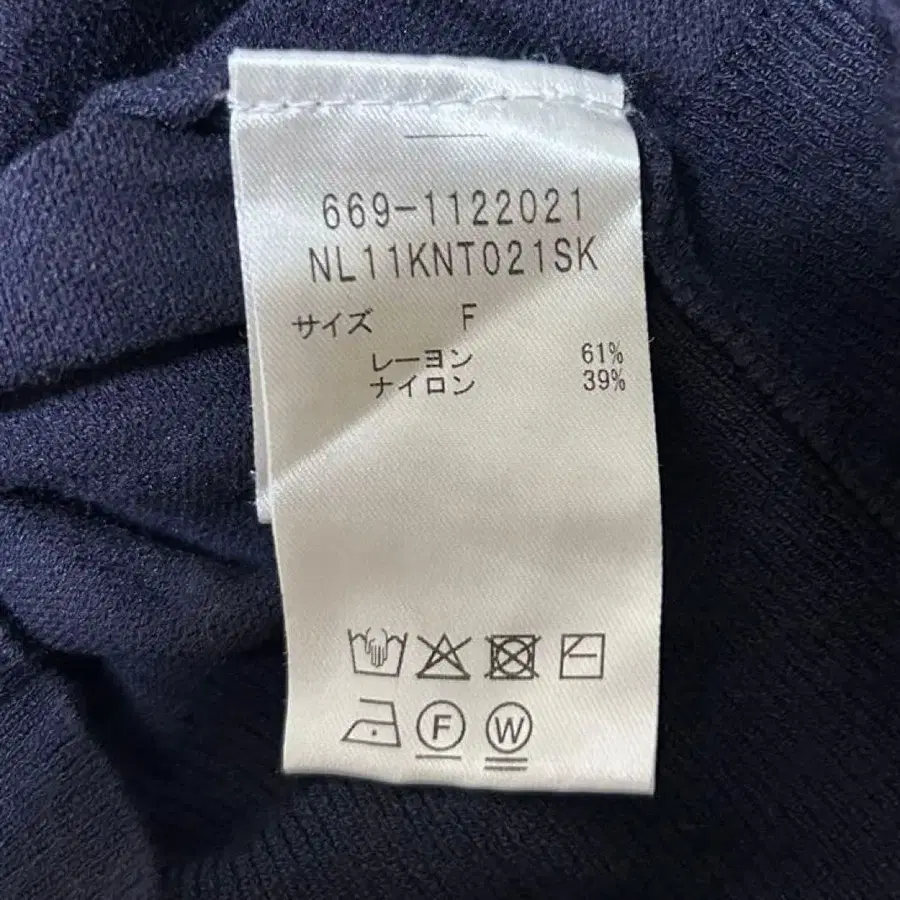 669-1122021
NL11KNT021SK
サイズ F
レーヨン 61%
ナイロン 39%
F W